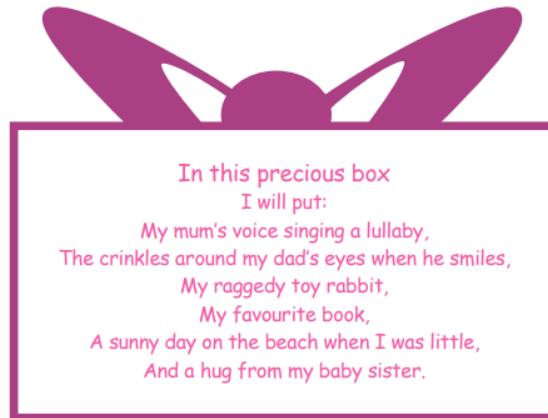 In this precious box
I will put:
My mum's voice singing a lullaby,
The crinkles around my dad's eyes when he smiles,
My raggedy toy rabbit,
My favourite book,
A sunny day on the beach when I was little,
And a hug from my baby sister.